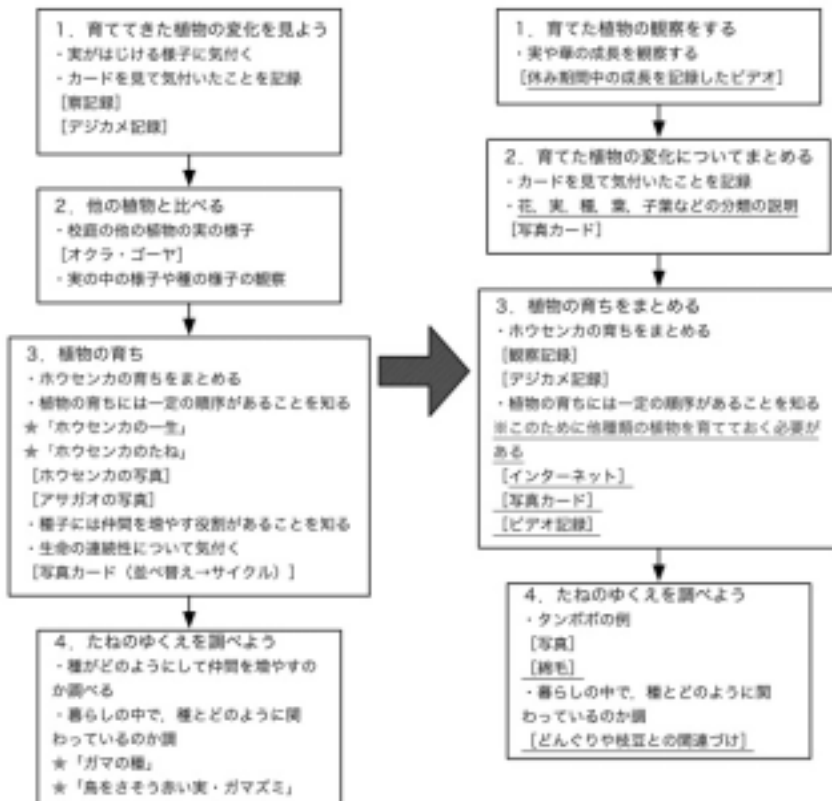 1．育ててきた植物の変化を見よう
・実がはじける様子に気付く
・カードを見て気付いたことを記録
［察記録］
［デジカメ記録］
2．他の植物と比べる
・校庭の他の植物の実の様子
［オクラ・ゴーヤ］
・実の中の様子や種の様子の観察
3．植物の育ち
・ホウセンカの育ちをまとめる
・植物の育ちには一定の順序があることを知る
★「ホウセンカの一生」
★「ホウセンカのたね」
［ホウセンカの写真］
［アサガオの写真］
・種子には仲間を増やす役割があることを知る
・生命の連続性について気付く
［写真カード（並べ替え→サイクル）］
4．たねのゆくえを調べよう
・種がどのようにして仲間を増やすの
か調べる
・暮らしの中で，種とどのように関
わっているのか調
★「ガマの種」
★「鳥をさそう赤い実・ガマズミ」
1．育てた植物の観察をする
・実や華の成長を観察する
［休み期間中の成長を記録したビデオ］
2．育てた植物の変化についてまとめる
・カードを見て気付いたことを記録
・花，実，種，葉，子葉などの分類の説明
［写真カード］
3．植物の育ちをまとめる
・ホウセンカの育ちをまとめる
［観察記録］
［デジカメ記録］
・植物の育ちには一定の順序があることを知る
※このために他種類の植物を育てておく必要が
ある
［インターネット］
［写真カード］
［ビデオ記録］
4．たねのゆくえを調べよう
・タンポポの例
［写真］
［綿毛］
・暮らしの中で，種とどのように関
わっているのか調
［どんぐりや枝豆との関連づけ］